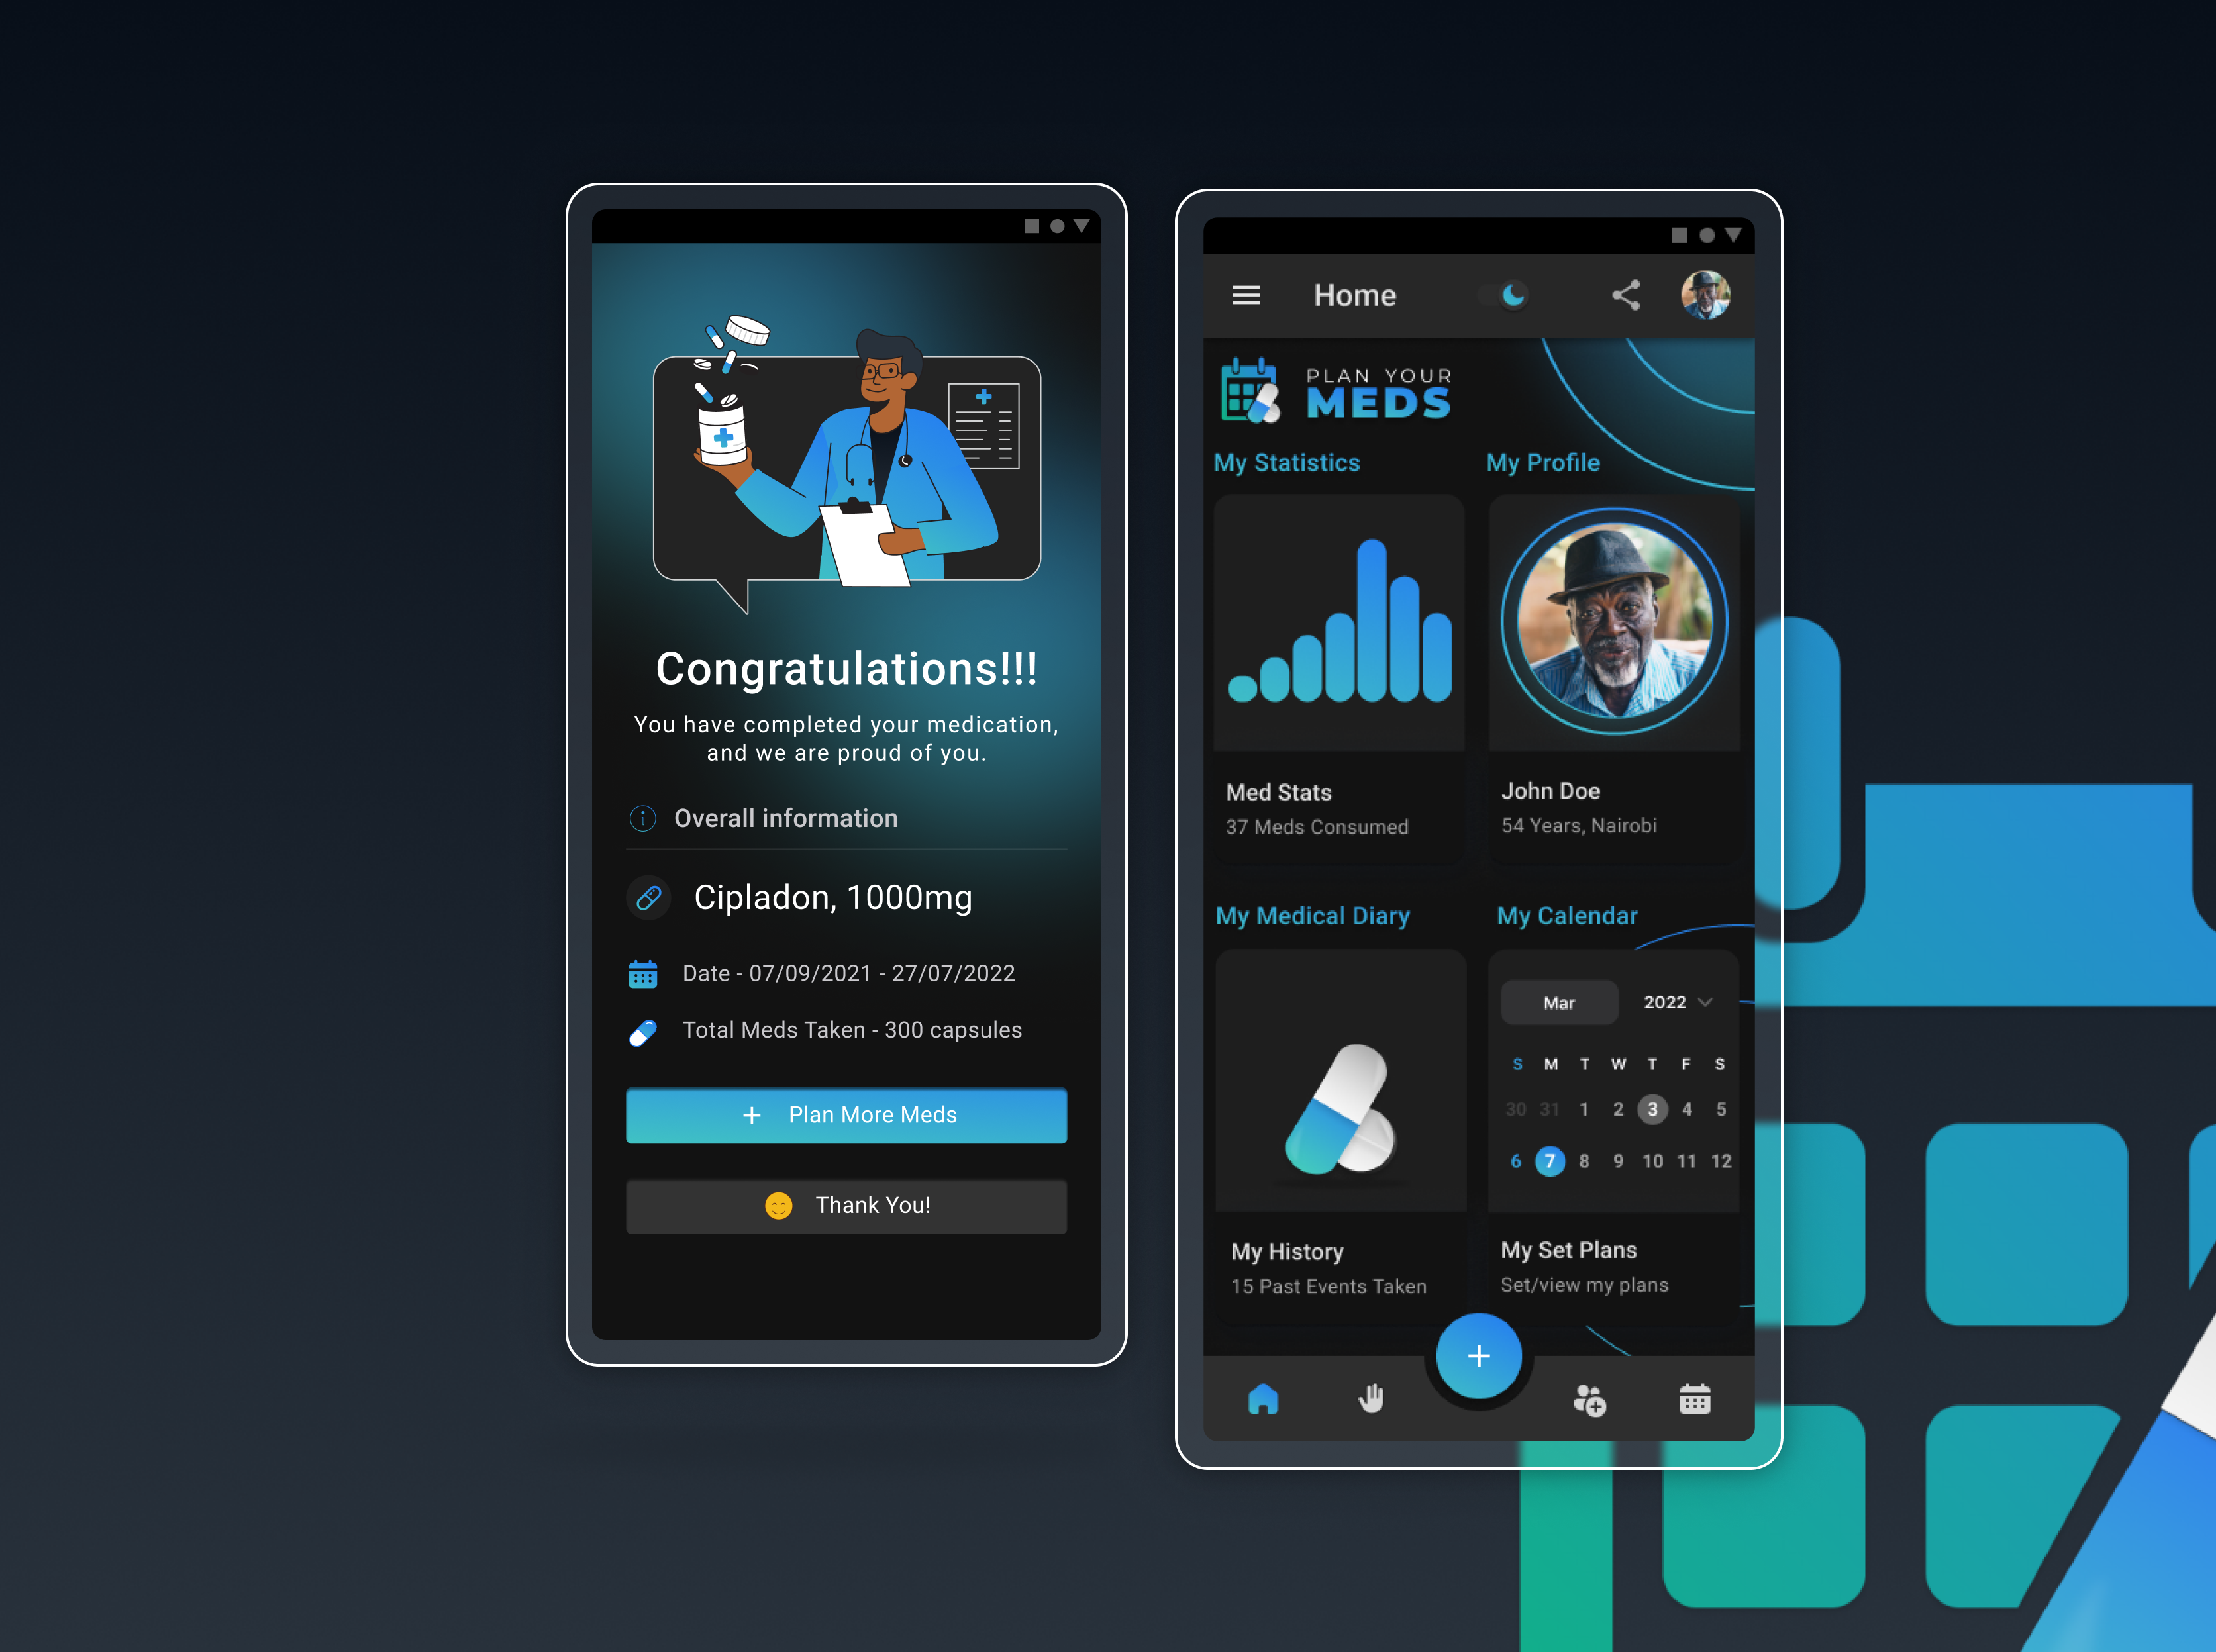 Congratulations!!!
You have completed your medication,
and we are proud of you.
Overall information
Cipladon, 1000mg
Date - 07/09/2021 - 27/07/2022
Total Meds Taken - 300 capsules
+ Plan More Meds
Thank You!
Home
PLAN YOUR
MEDS
My Statistics
My Profile
Med Stats
37 Meds Consumed
John Doe
54 Years, Nairobi
My Medical Diary
My Calendar
Mar 2022
S M T W T F S
30 31 1 2 3 4 5
6 7 8 9 10 11 12
My History
15 Past Events Taken
My Set Plans
Set/view my plans
+